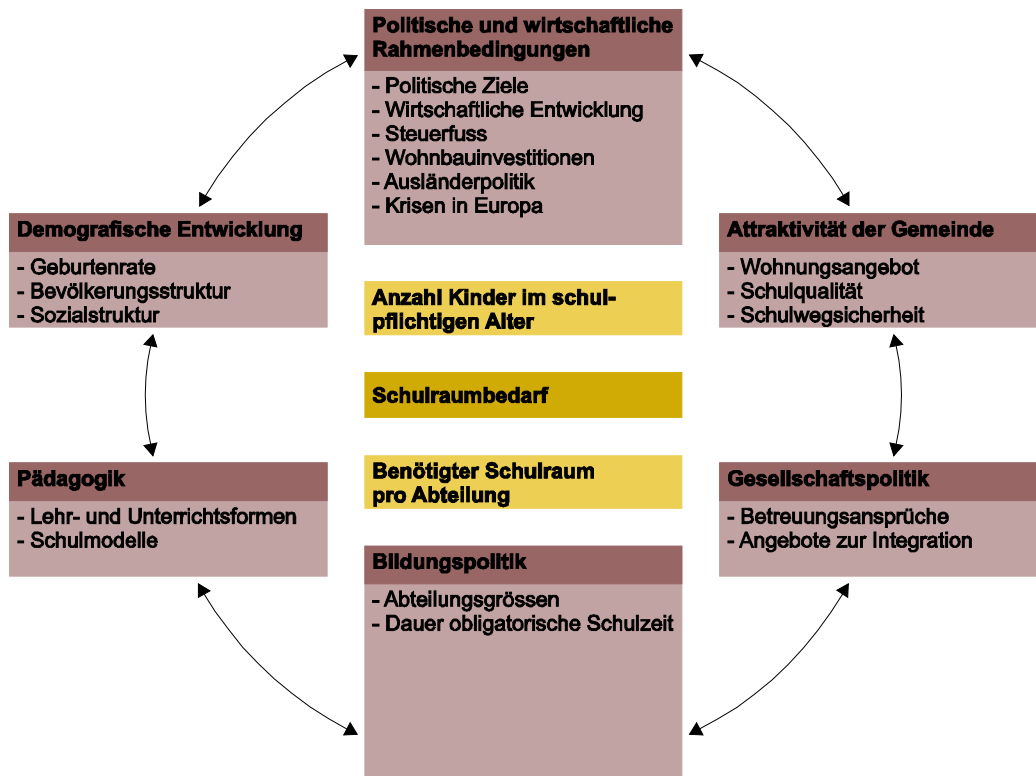 Politische und wirtschaftliche
Rahmenbedingungen
- Politische Ziele
- Wirtschaftliche Entwicklung
- Steuerfuss
- Wohnbauinvestitionen
- Ausländerpolitik
- Krisen in Europa
Demografische Entwicklung
- Geburtenrate
- Bevölkerungsstruktur
- Sozialstruktur
Attraktivität der Gemeinde
- Wohnungsangebot
- Schulqualität
- Schulwegsicherheit
Anzahl Kinder im schul-
pflichtigen Alter
Schulraumbedarf
Benötigter Schulraum
pro Abteilung
Pädagogik
- Lehr- und Unterrichtsformen
- Schulmodelle
Gesellschaftspolitik
- Betreuungsansprüche
- Angebote zur Integration
Bildungspolitik
- Abteilungsgrössen
- Dauer obligatorische Schulzeit